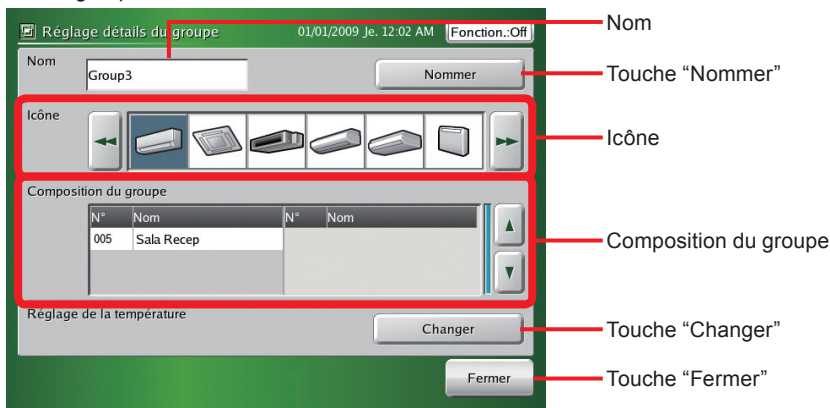 Réglage détails du groupe 01/01/2009 Je. 12:02 AM Fonction.:Off
Nom
Nom
Group3
Nommer
Touche “Nommer”
Icône
Icône
Composition du groupe
N° Nom N° Nom
005 Sala Recep
Composition du groupe
Réglage de la température
Changer
Touche “Changer”
Fermer
Touche “Fermer”